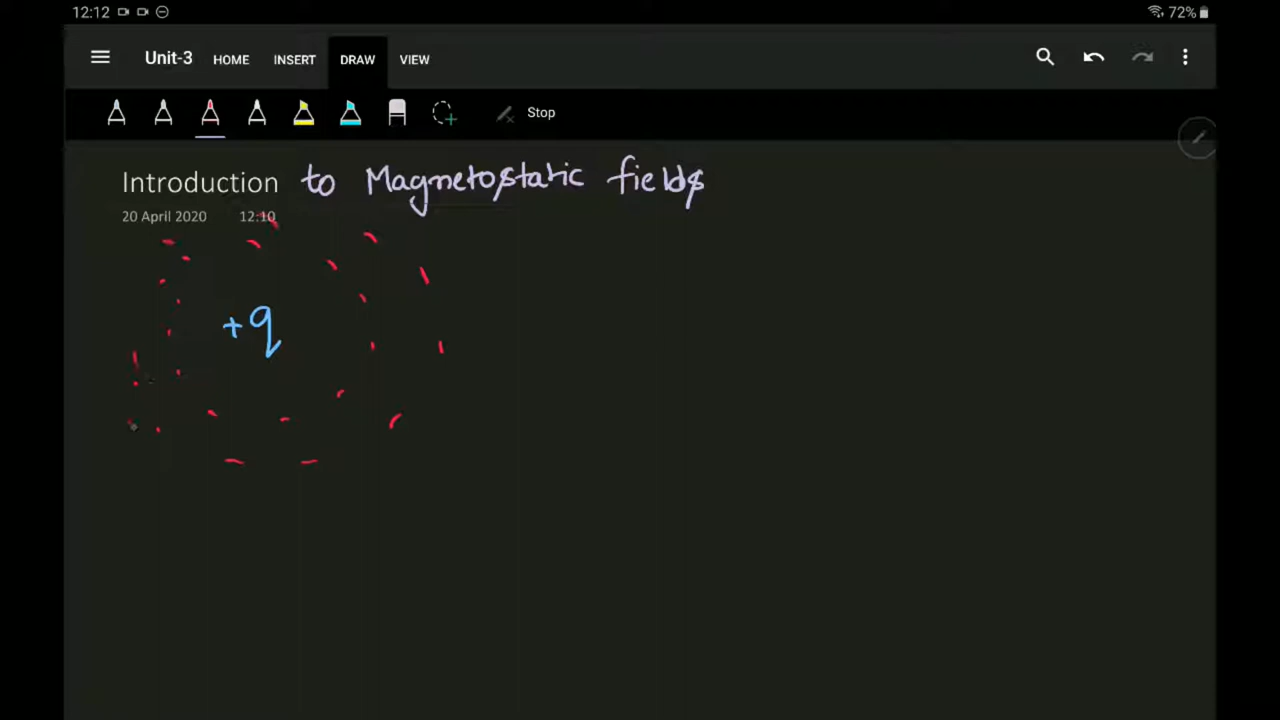 12:12 72%
Unit-3 HOME INSERT DRAW VIEW
Stop
Introduction to Magnetostatic fields
20 April 2020 12:10
+q